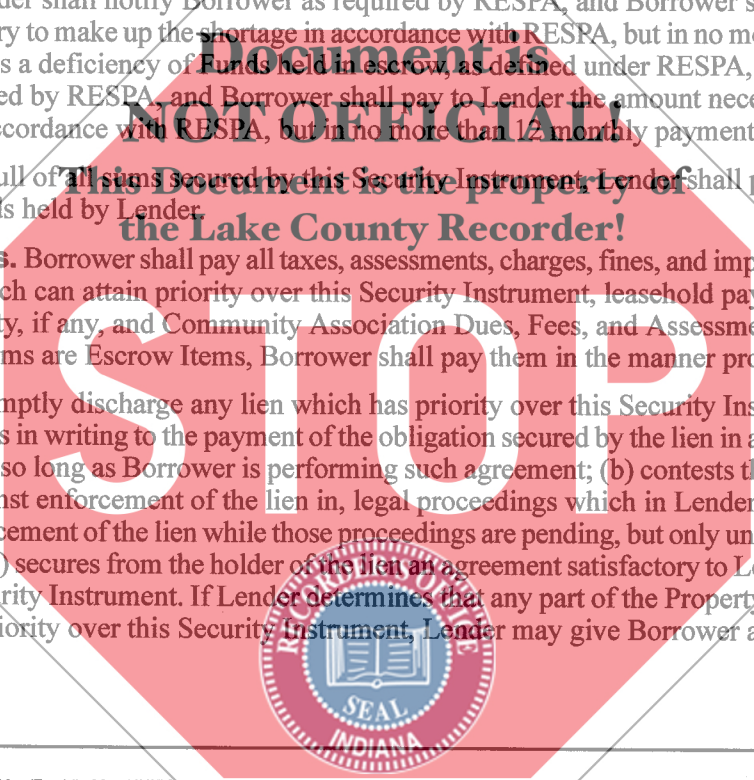 der shall notify Borrower as required by RESPA, and Borrower s
ry to make up the shortage in accordance with RESPA, but in no mo
Document is
s a deficiency of Funds held in escrow, as defined under RESPA,
ed by RESPA, and Borrower shall pay to Lender the amount nece
NOT OFFICIAL!
ccordance with RESPA, but in no more than 12 monthly payment
ull of all sums secured by this Security Instrument, Lender shall p
This Document is the property of
ds held by Lender.
the Lake County Recorder!
s. Borrower shall pay all taxes, assessments, charges, fines, and imp
ch can attain priority over this Security Instrument, leasehold pay
ty, if any, and Community Association Dues, Fees, and Assessme
ms are Escrow Items, Borrower shall pay them in the manner pro
STOP
mptly discharge any lien which has priority over this Security Ins
s in writing to the payment of the obligation secured by the lien in a
so long as Borrower is performing such agreement; (b) contests th
nst enforcement of the lien in, legal proceedings which in Lender
cement of the lien while those proceedings are pending, but only un
) secures from the holder of the lien an agreement satisfactory to Le
rity Instrument. If Lender determines that any part of the Property
iority over this Security Instrument, Lender may give Borrower a
RECORDER'S OFFICE
SEAL
INDIANA